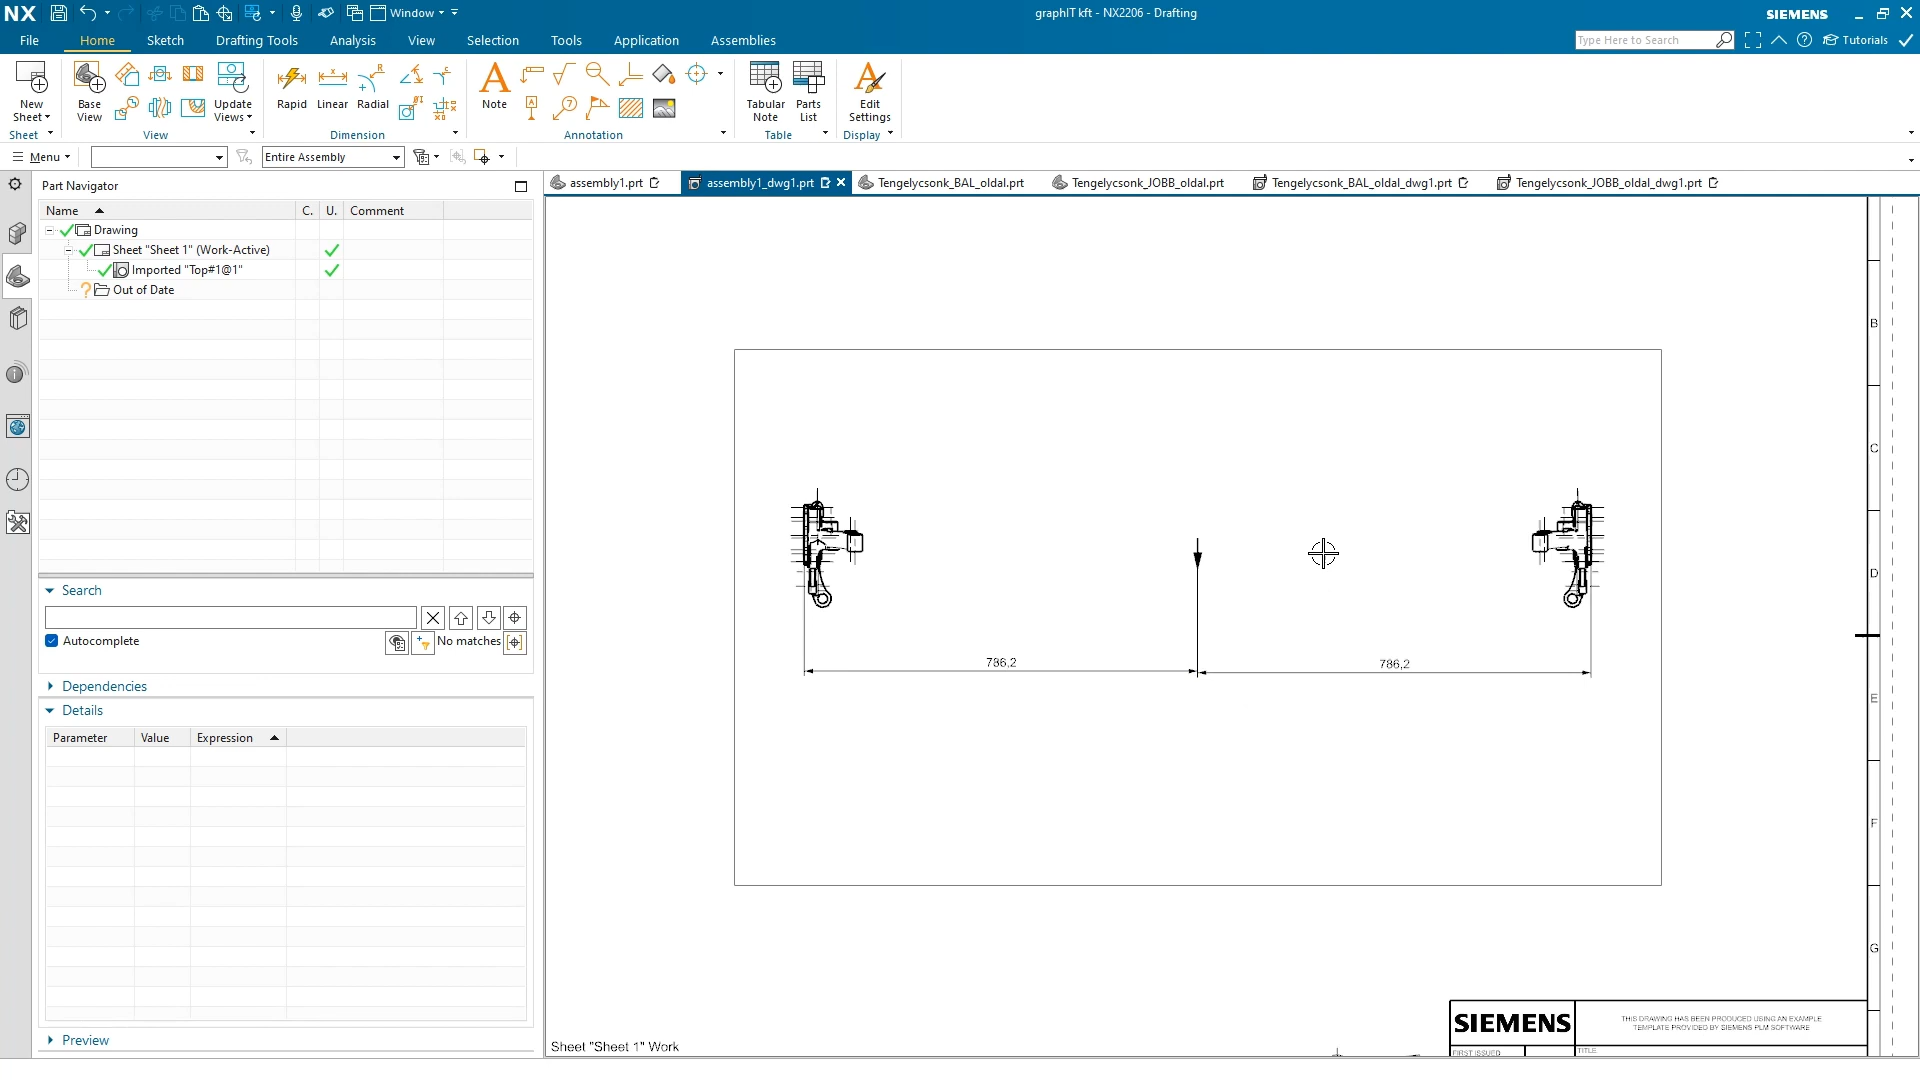 NX
Window
graphIT kft - NX2206 - Drafting
SIEMENS
File
Home
Sketch
Drafting Tools
Analysis
View
Selection
Tools
Application
Assemblies
Type Here to Search
Tutorials
New Sheet
Base View
Update Views
Rapid
Linear
Radial
Note
Tabular Note
Parts List
Edit Settings
Sheet
View
Dimension
Annotation
Table
Display
Menu
Entire Assembly
Part Navigator
assembly1.prt
assembly1_dwg1.prt
Tengelycsonk_BAL_oldal.prt
Tengelycsonk_JOBB_oldal.prt
Tengelycsonk_BAL_oldal_dwg1.prt
Tengelycsonk_JOBB_oldal_dwg1.prt
Name
C.
U.
Comment
Drawing
Sheet "Sheet 1" (Work-Active)
Imported "Top#1@1"
Out of Date
Search
Autocomplete
No matches
Dependencies
Details
Parameter
Value
Expression
Preview
B
C
D
E
F
G
786,2
786,2
SIEMENS
THIS DRAWING HAS BEEN PRODUCED USING AN EXAMPLE
TEMPLATE PROVIDED BY SIEMENS PLM SOFTWARE
FIRST ISSUED
TITLE
Sheet "Sheet 1" Work